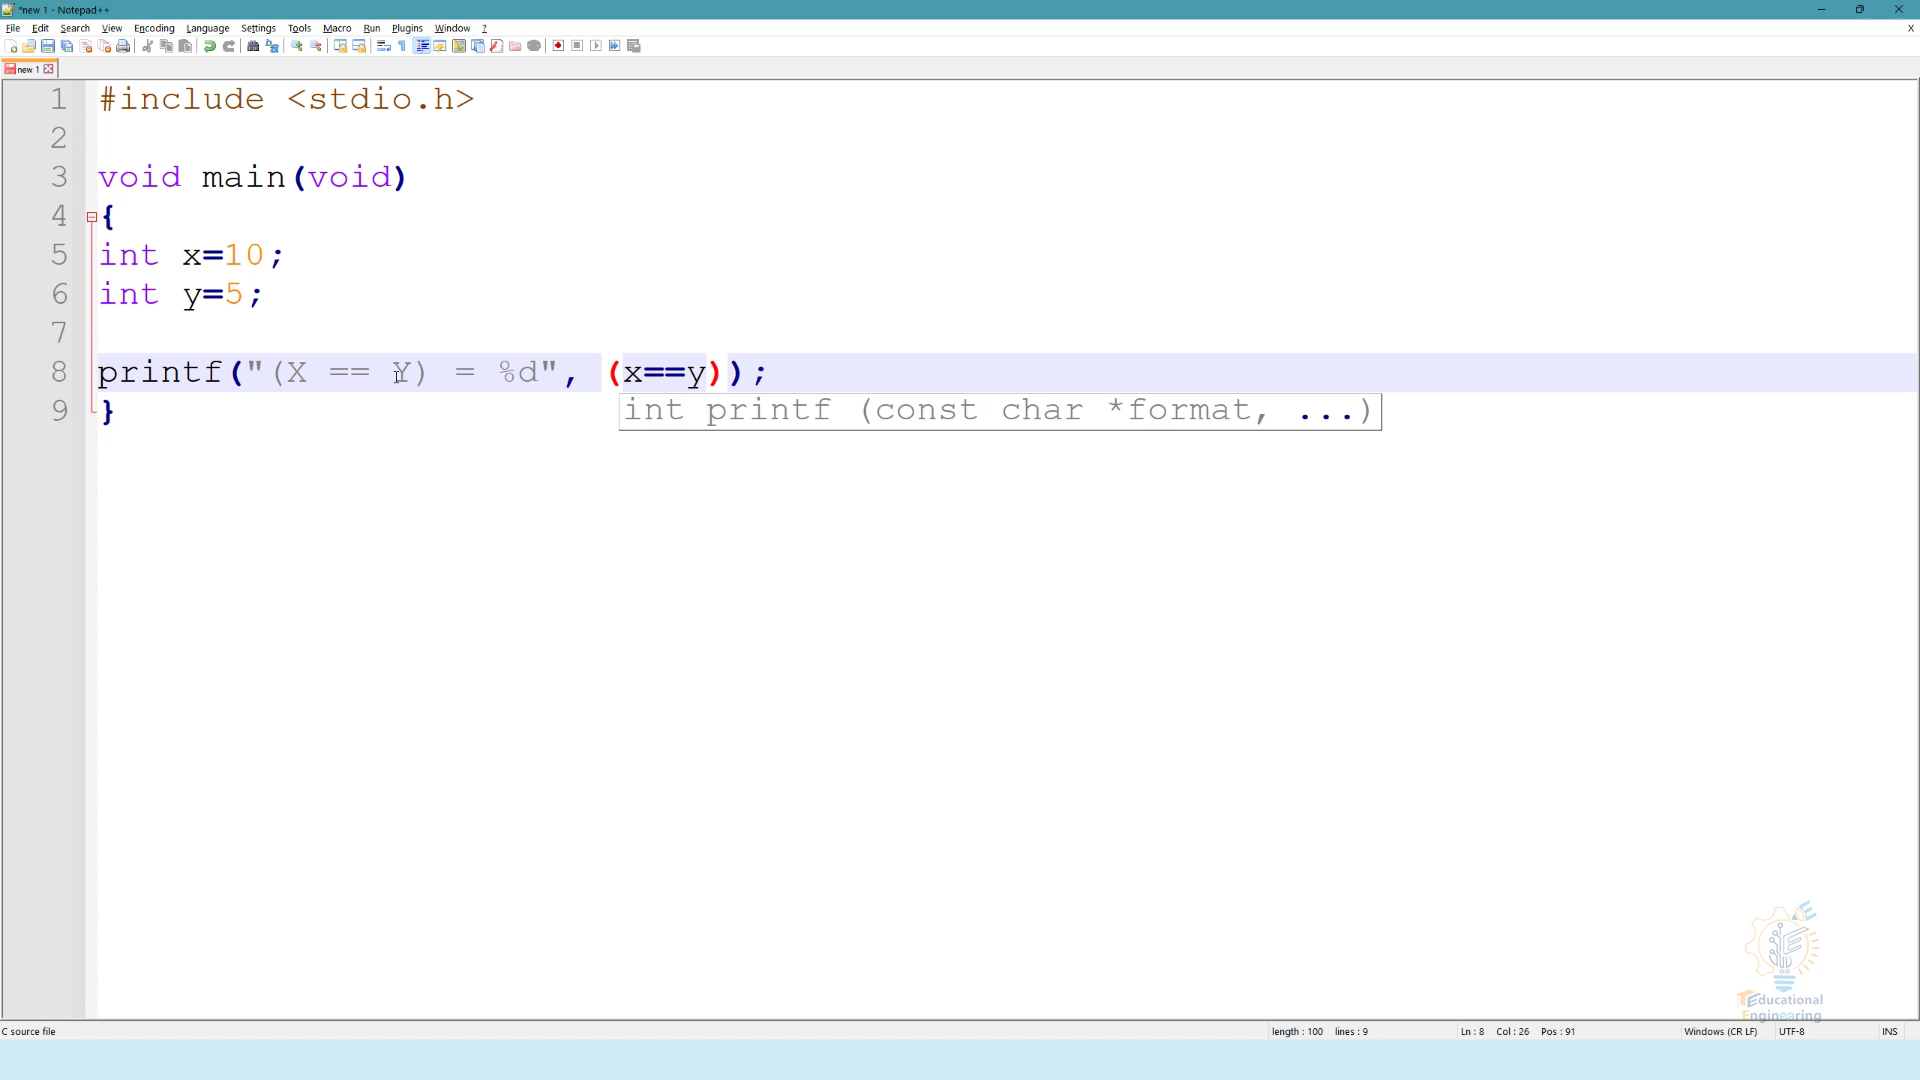 *new 1 - Notepad++
File Edit Search View Encoding Language Settings Tools Macro Run Plugins Window ? X
new 1
1 #include <stdio.h>
2
3 void main(void)
4 {
5 int x=10;
6 int y=5;
7
8 printf("(X == Y) = %d", (x==y));
9 }
int printf (const char *format, ...)
Educational
Engineering
C source file length : 100 lines : 9 Ln : 8 Col : 26 Pos : 91 Windows (CR LF) UTF-8 INS